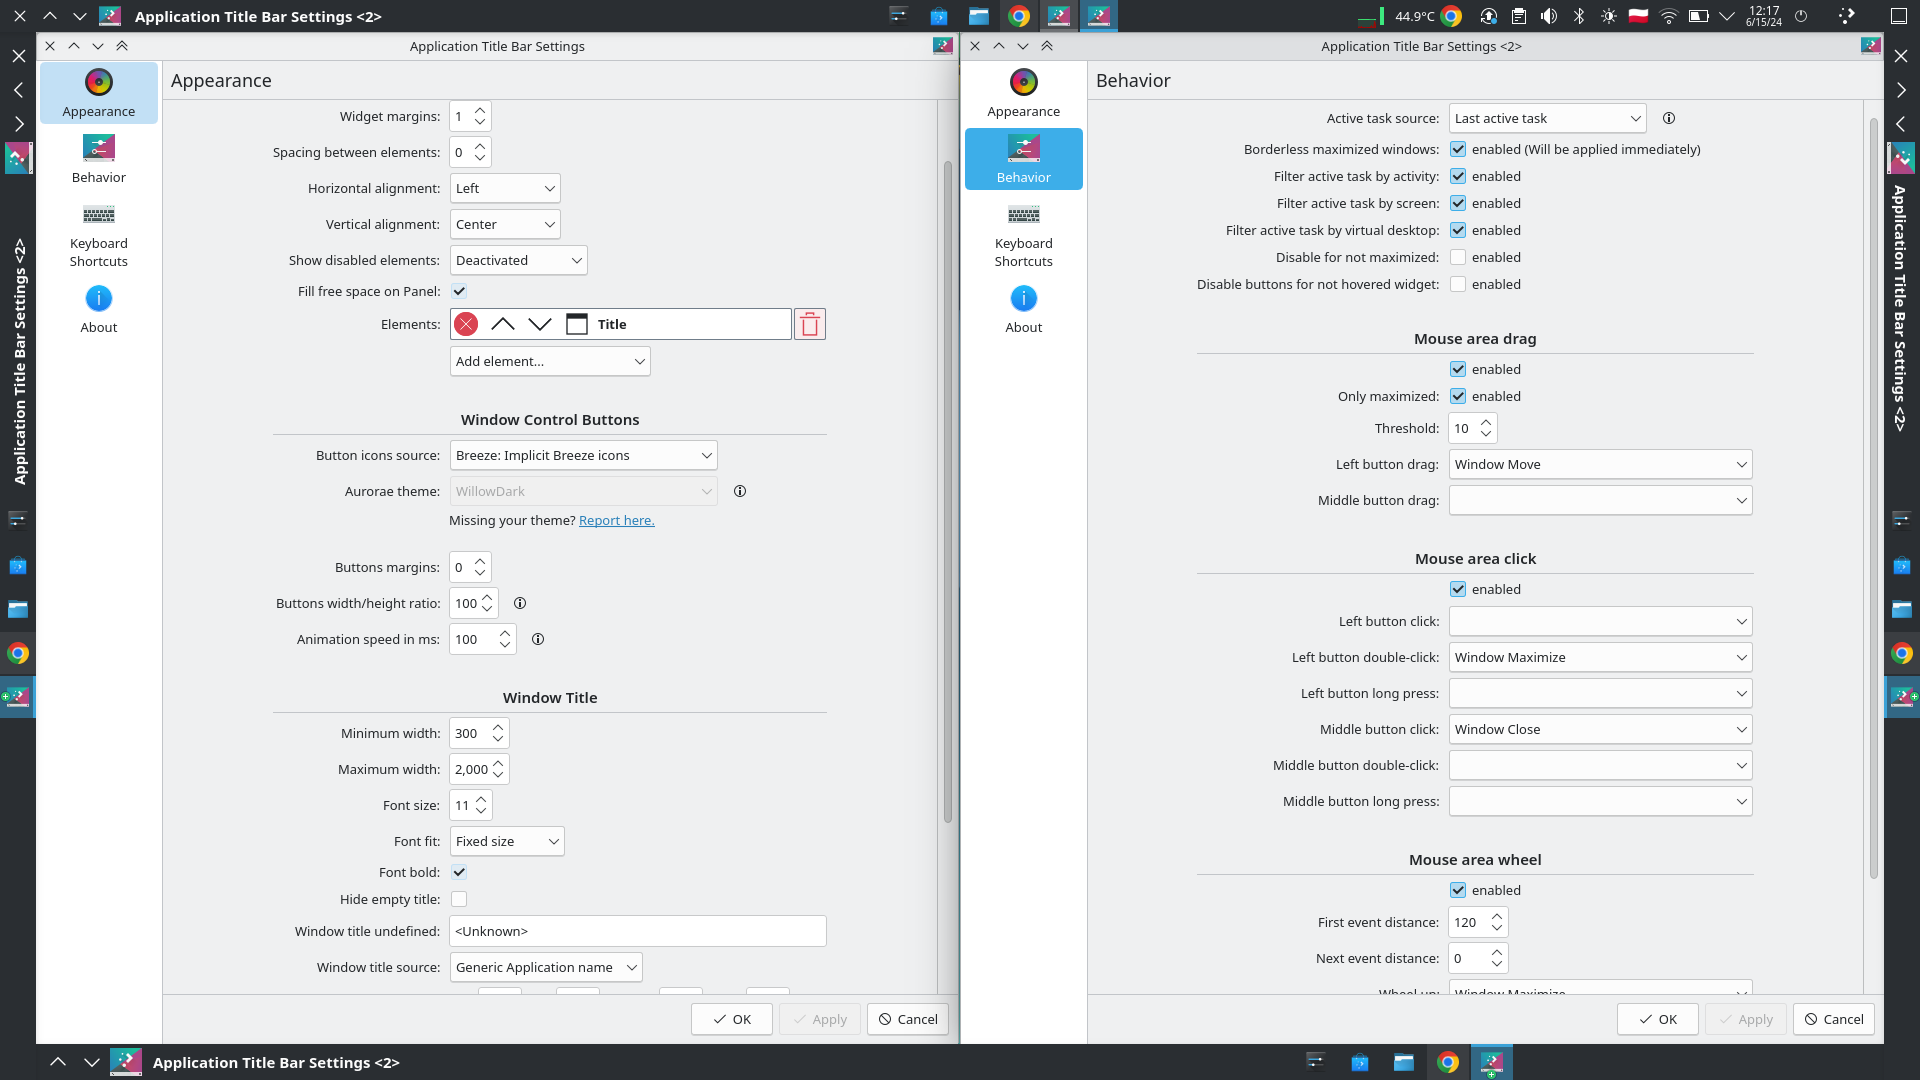 Application Title Bar Settings <2>
44.9°C
12:17
6/15/24
Application Title Bar Settings
Application Title Bar Settings <2>
Application Title Bar Settings <2>
Appearance
Behavior
Keyboard
Shortcuts
About
Appearance
Widget margins: 1
Spacing between elements: 0
Horizontal alignment: Left
Vertical alignment: Center
Show disabled elements: Deactivated
Fill free space on Panel:
Elements: Title
Add element...
Window Control Buttons
Button icons source: Breeze: Implicit Breeze icons
Aurorae theme: WillowDark
Missing your theme? Report here.
Buttons margins: 0
Buttons width/height ratio: 100
Animation speed in ms: 100
Window Title
Minimum width: 300
Maximum width: 2,000
Font size: 11
Font fit: Fixed size
Font bold:
Hide empty title:
Window title undefined: <Unknown>
Window title source: Generic Application name
OK Apply Cancel
Appearance
Behavior
Keyboard
Shortcuts
About
Behavior
Active task source: Last active task
Borderless maximized windows: enabled (Will be applied immediately)
Filter active task by activity: enabled
Filter active task by screen: enabled
Filter active task by virtual desktop: enabled
Disable for not maximized: enabled
Disable buttons for not hovered widget: enabled
Mouse area drag
enabled
Only maximized: enabled
Threshold: 10
Left button drag: Window Move
Middle button drag:
Mouse area click
enabled
Left button click:
Left button double-click: Window Maximize
Left button long press:
Middle button click: Window Close
Middle button double-click:
Middle button long press:
Mouse area wheel
enabled
First event distance: 120
Next event distance: 0
Wheel up: Window Maximize
OK Apply Cancel
Application Title Bar Settings <2>
Application Title Bar Settings <2>